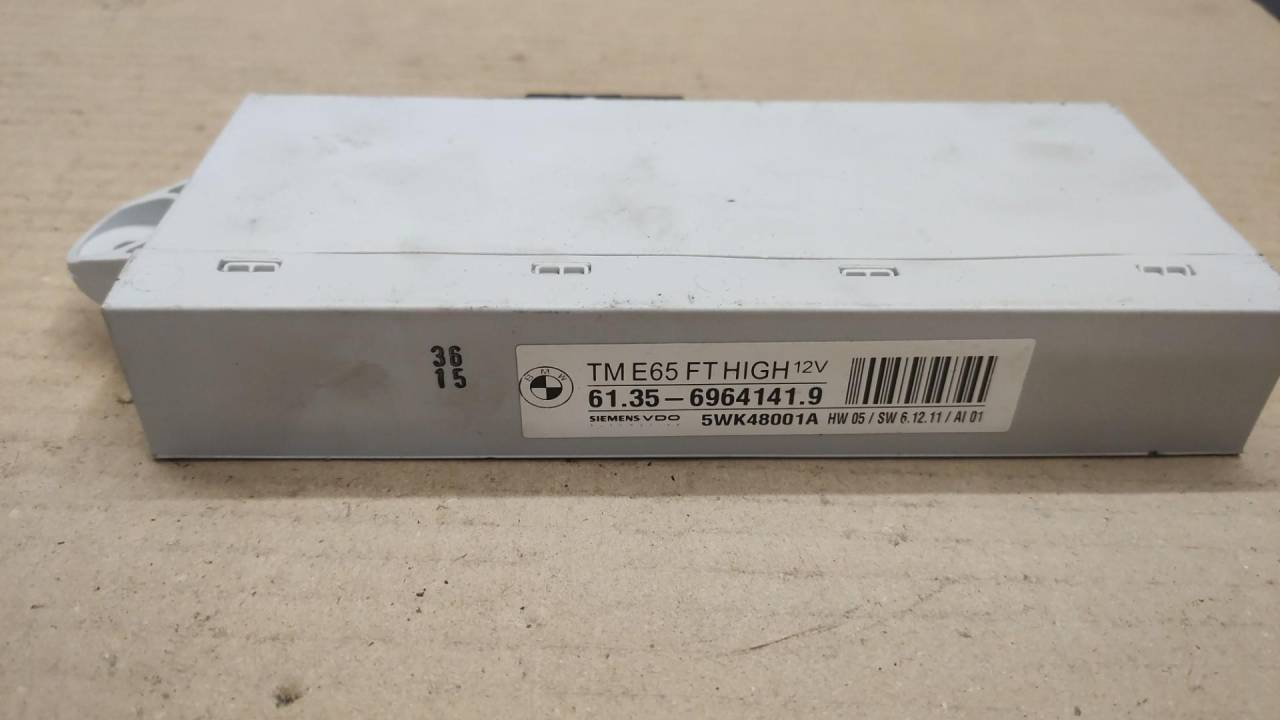 36
15
BMW
TM E65 FT HIGH 12V
61.35 – 6964141.9
SIEMENS VDO
5WK48001A HW 05 / SW 6.12.11 / AI 01